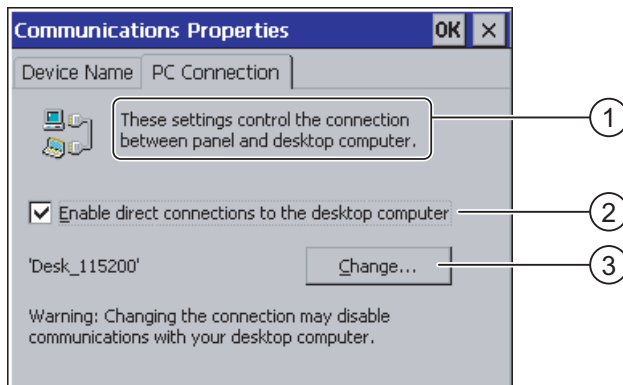 Communications Properties OK ×
Device Name PC Connection
These settings control the connection
between panel and desktop computer.
1
Enable direct connections to the desktop computer
2
'Desk_115200' Change...
3
Warning: Changing the connection may disable
communications with your desktop computer.